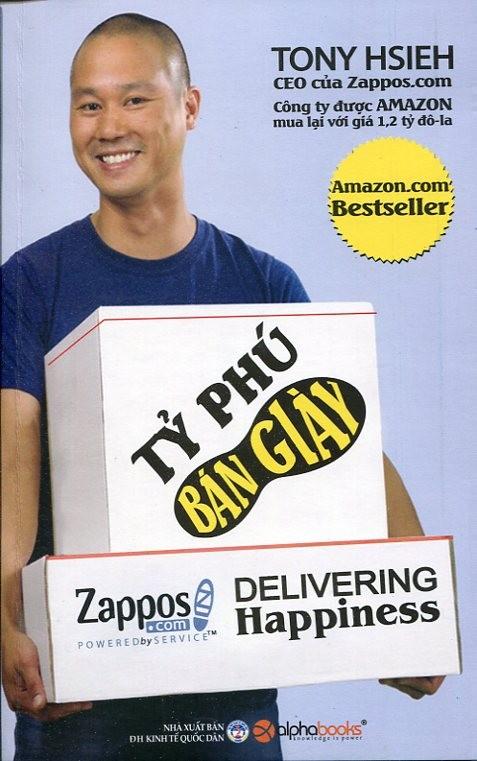 TONY HSIEH
CEO của Zappos.com
Công ty được AMAZON
mua lại với giá 1,2 tỷ đô-la
Amazon.com
Bestseller
TỶ PHÚ
BÁN GIÀY
Zappos
.com
POWERED by SERVICE™
DELIVERING
Happiness
NHÀ XUẤT BẢN
ĐH KINH TẾ QUỐC DÂN
alphabooks®
knowledge is power